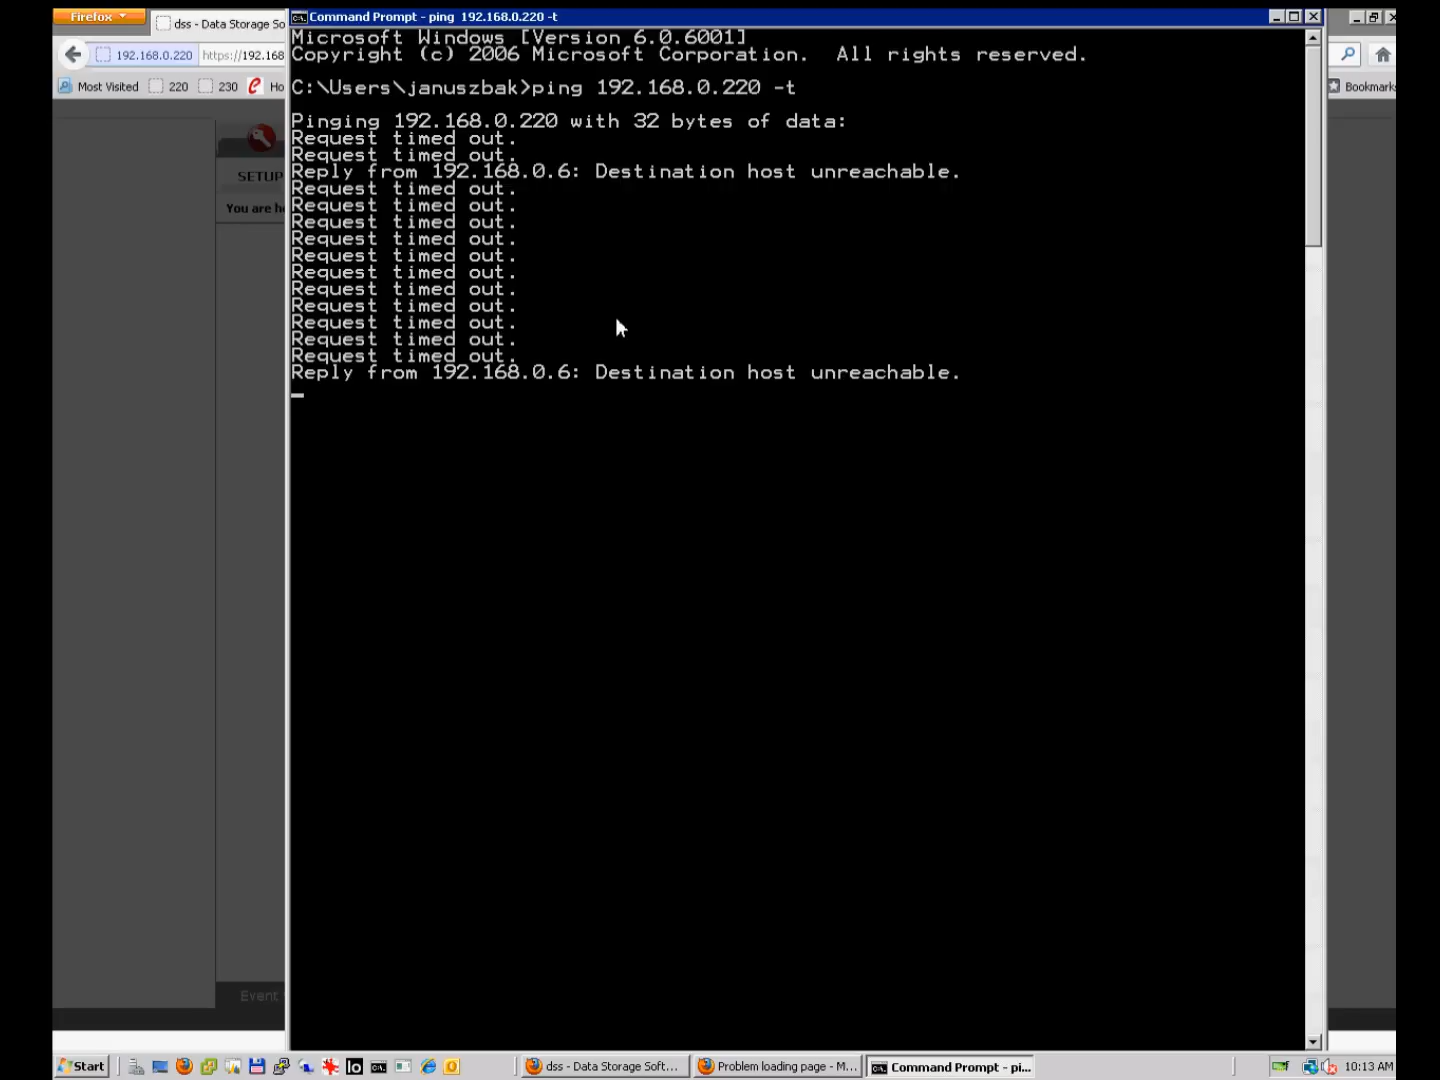 Firefox
dss - Data Storage So
Command Prompt - ping 192.168.0.220 -t
192.168.0.220 https://192.168
Most Visited 220 230 Ho
Bookmarks
SETUP
You are he
Microsoft Windows [Version 6.0.6001]
Copyright (c) 2006 Microsoft Corporation. All rights reserved.
C:\Users\januszbak>ping 192.168.0.220 -t
Pinging 192.168.0.220 with 32 bytes of data:
Request timed out.
Request timed out.
Reply from 192.168.0.6: Destination host unreachable.
Request timed out.
Request timed out.
Request timed out.
Request timed out.
Request timed out.
Request timed out.
Request timed out.
Request timed out.
Request timed out.
Request timed out.
Request timed out.
Reply from 192.168.0.6: Destination host unreachable.
Event
Start
dss - Data Storage Soft...
Problem loading page - M...
Command Prompt - pi...
10:13 AM